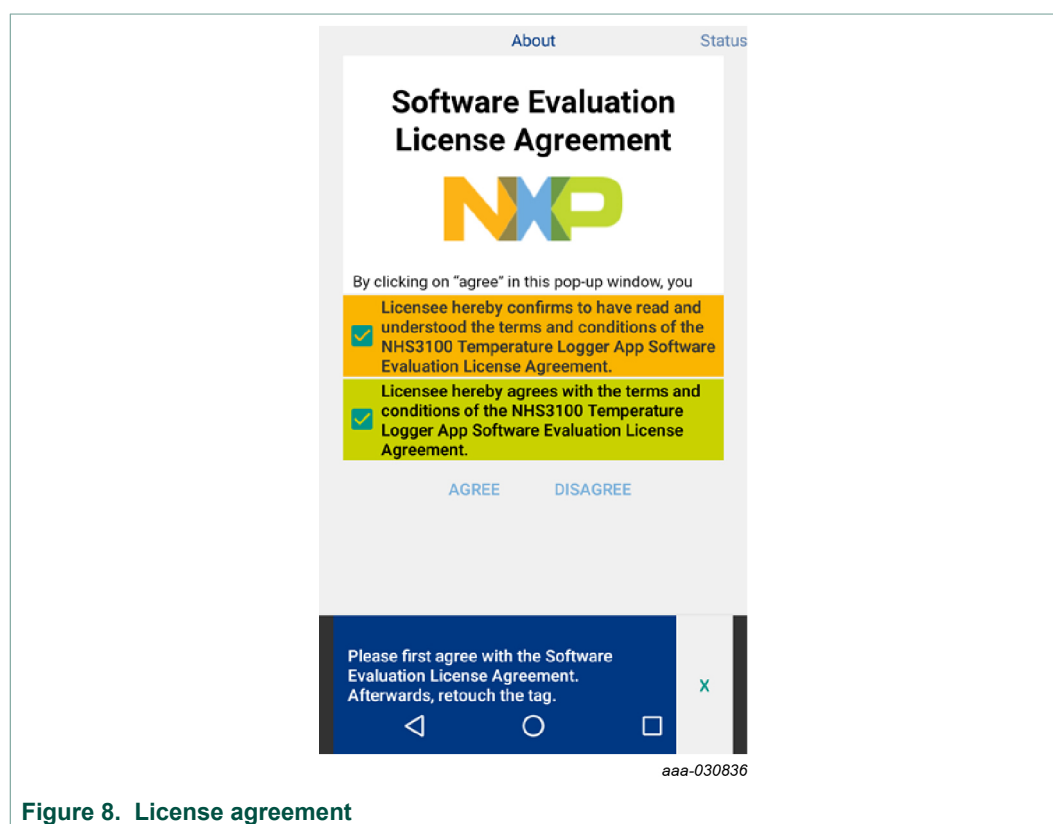 About Status
Software Evaluation
License Agreement
NXP
By clicking on “agree” in this pop-up window, you
Licensee hereby confirms to have read and
understood the terms and conditions of the
NHS3100 Temperature Logger App Software
Evaluation License Agreement.
Licensee hereby agrees with the terms and
conditions of the NHS3100 Temperature
Logger App Software Evaluation License
Agreement.
AGREE DISAGREE
Please first agree with the Software
Evaluation License Agreement.
Afterwards, retouch the tag.
X
aaa-030836
Figure 8. License agreement